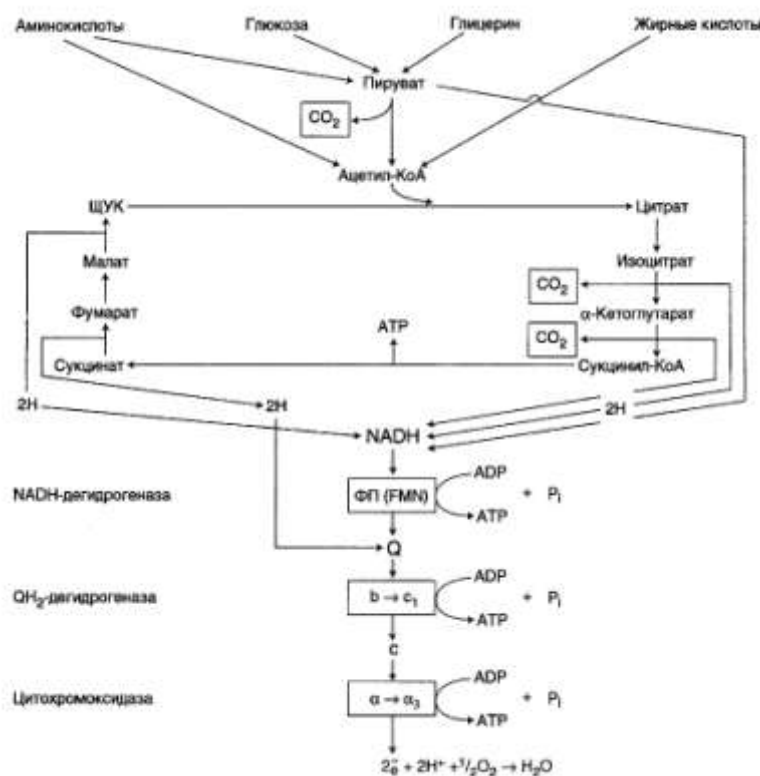 Аминокислоты Глюкоза Глицерин Жирные кислоты
Пируват
CO₂
Ацетил-КоА
ЩУК Цитрат
Малат Изоцитрат
CO₂
Фумарат α-Кетоглутарат
ATP CO₂
Сукцинат Сукцинил-КоА
2H 2H 2H
NADH
ADP
NADH-дегидрогеназа ФП (FMN) + Pᵢ
ATP
Q
ADP
QH₂-дегидрогеназа b → c₁ + Pᵢ
ATP
c
ADP
Цитохромоксидаза α → α₃ + Pᵢ
ATP
2ē + 2H⁺ + ¹/₂O₂ → H₂O